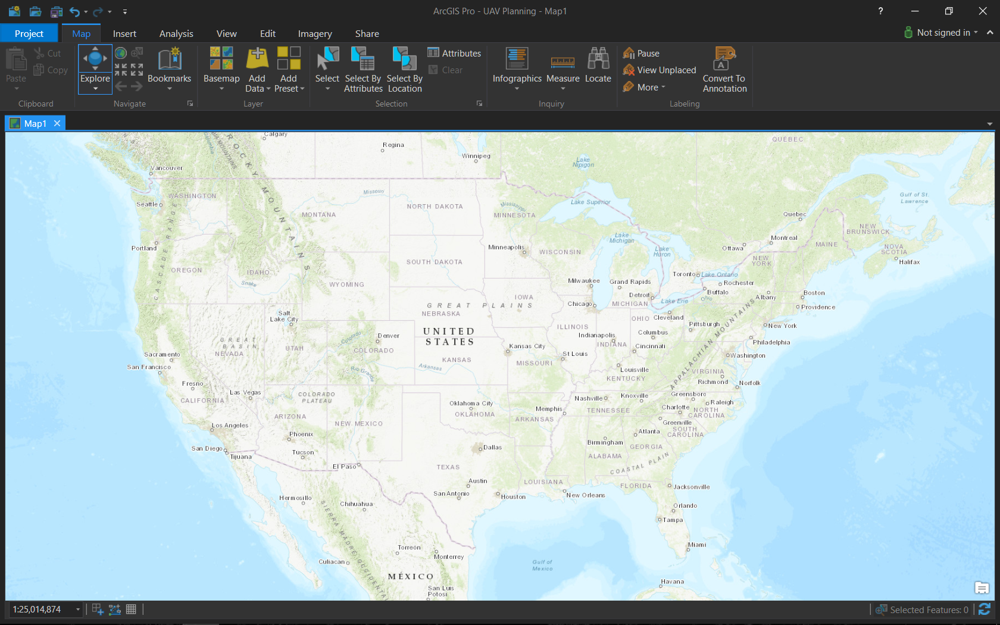 ArcGIS Pro - UAV Planning - Map1
?
Project
Map
Insert
Analysis
View
Edit
Imagery
Share
Not signed in
Paste
Cut
Copy
Clipboard
Explore
Bookmarks
Navigate
Basemap
Add
Data
Add
Preset
Layer
Select
Select By
Attributes
Select By
Location
Attributes
Clear
Selection
Infographics
Measure
Locate
Inquiry
Pause
View Unplaced
More
Convert To
Annotation
Labeling
Map1
Calgary
Regina
Winnipeg
QUÉBEC
Lake
Nipigon
Columbia
ROCKY MOUNTAINS
Vancouver
WASHINGTON
Seattle
Missouri
MONTANA
NORTH DAKOTA
Mississippi
MINNESOTA
Lake Superior
Gulf of St.
Lawrence
Quebec
NEW
BRUNSWICK
Portland
CASCADE RANGE
OREGON
IDAHO
Snake
WYOMING
SOUTH DAKOTA
Minneapolis
WISCONSIN
Lake
Michigan
Lake
Huron
Ottawa
Montreal
MAINE
NOVA
SCOTIA
Halifax
NEW
YORK
Toronto
Lake Ontario
Rochester
Buffalo
Albany
Boston
Providence
Milwaukee
Grand Rapids
Detroit
Lake Erie
Ohio
Chicago
MICHIGAN
IOWA
GREAT PLAINS
NEBRASKA
Salt
Lake City
UNITED
STATES
ILLINOIS
OHIO
Cleveland
Pittsburgh
New York
Indianapolis
Columbus
INDIANA
Cincinnati
Philadelphia
Washington
APPALACHIAN MOUNTAINS
GREAT
BASIN
NEVADA
UTAH
Colorado
Denver
COLORADO
KANSAS
Kansas City
St Louis
MISSOURI
Arkansas
Rio Grande
Sacramento
San Francisco
Fresno
Las Vegas
CALIFORNIA
COLORADO
PLATEAU
Louisville
KENTUCKY
VIRGINIA
Richmond
Norfolk
Nashville
Knoxville
Greensboro
Raleigh
Charlotte
NORTH
CAROLINA
Greenville
SOUTH
CAROLINA
Oklahoma City
OKLAHOMA
Memphis
ARKANSAS
TENNESSEE
ARIZONA
NEW MEXICO
Los Angeles
Phoenix
San Diego
Tijuana
Tucson
El Paso
Dallas
TEXAS
Birmingham
ALABAMA
Atlanta
GEORGIA
COASTAL PLAIN
Austin
San Antonio
Houston
LOUISIANA
New Orleans
FLORIDA
Jacksonville
Orlando
Tampa
Miami
Hermosillo
Chihuahua
SIERRA MADRE OCCIDENTAL
Torreón
Monterrey
Culiacan
MÉXICO
San Luis
Potosi
Gulf of
Mexico
Havana
1:25,014,874
Selected Features: 0